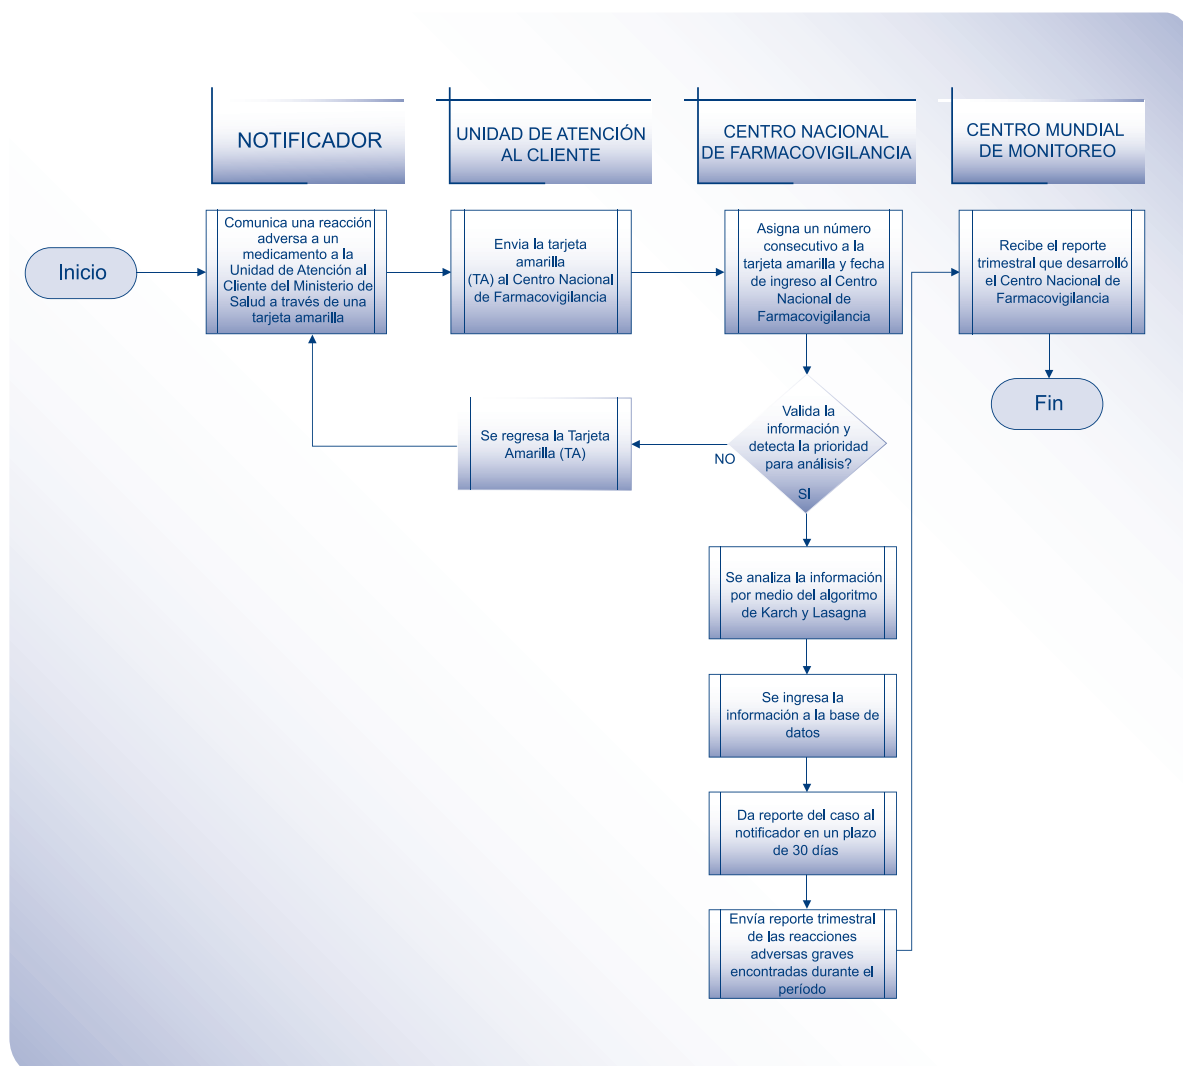 NOTIFICADOR
UNIDAD DE ATENCIÓN
AL CLIENTE
CENTRO NACIONAL
DE FARMACOVIGILANCIA
CENTRO MUNDIAL
DE MONITOREO
Inicio
Comunica una reacción
adversa a un
medicamento a la
Unidad de Atención al
Cliente del Ministerio de
Salud a través de una
tarjeta amarilla
Envia la tarjeta
amarilla
(TA) al Centro Nacional
de Farmacovigilancia
Asigna un número
consecutivo a la
tarjeta amarilla y fecha
de ingreso al Centro
Nacional de
Farmacovigilancia
Recibe el reporte
trimestral que desarrolló
el Centro Nacional de
Farmacovigilancia
Fin
Valida la
información y
detecta la prioridad
para análisis?
NO
SI
Se regresa la Tarjeta
Amarilla (TA)
Se analiza la información
por medio del algoritmo
de Karch y Lasagna
Se ingresa la
información a la base de
datos
Da reporte del caso al
notificador en un plazo
de 30 días
Envía reporte trimestral
de las reacciones
adversas graves
encontradas durante el
período